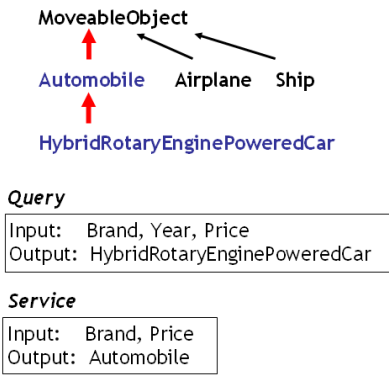 MoveableObject
Automobile Airplane Ship
HybridRotaryEnginePoweredCar
Query
Input: Brand, Year, Price
Output: HybridRotaryEnginePoweredCar
Service
Input: Brand, Price
Output: Automobile